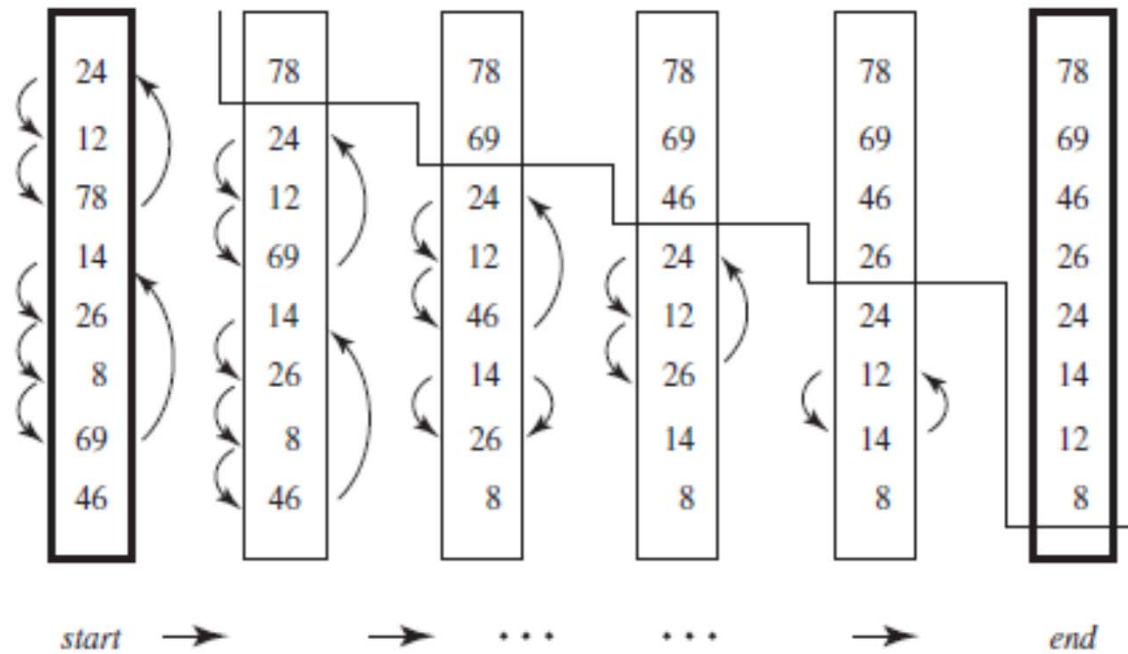 24 78 78 78 78 78
12 24 69 69 69 69
78 12 24 46 46 46
14 69 12 24 26 26
26 14 46 12 24 24
8 26 14 26 12 14
69 8 26 14 14 12
46 46 8 8 8 8
start ... ... end